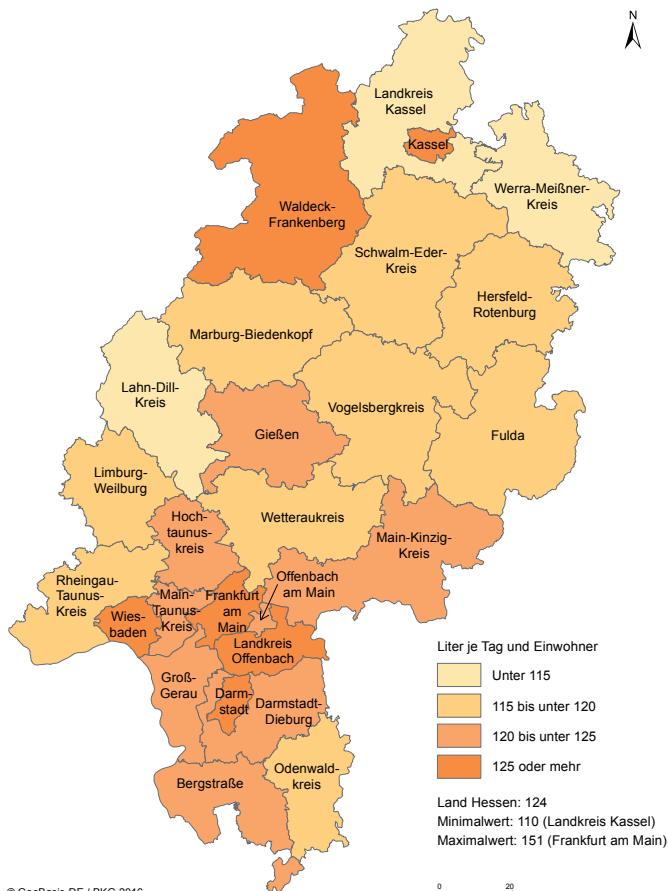 N
Landkreis
Kassel
Kassel
Werra-Meißner-
Kreis
Waldeck-
Frankenberg
Schwalm-Eder-
Kreis
Hersfeld-
Rotenburg
Marburg-Biedenkopf
Lahn-Dill-
Kreis
Vogelsbergkreis
Gießen
Fulda
Limburg-
Weilburg
Hoch-
taunus-
kreis
Wetteraukreis
Main-Kinzig-
Kreis
Rheingau-
Taunus-
Kreis
Main-
Taunus-
Kreis
Frankfurt
am
Main
Offenbach
am Main
Wies-
baden
Landkreis
Offenbach
Groß-
Gerau
Darm-
stadt
Darmstadt-
Dieburg
Bergstraße
Odenwald-
kreis
Liter je Tag und Einwohner
Unter 115
115 bis unter 120
120 bis unter 125
125 oder mehr
Land Hessen: 124
Minimalwert: 110 (Landkreis Kassel)
Maximalwert: 151 (Frankfurt am Main)
0 20